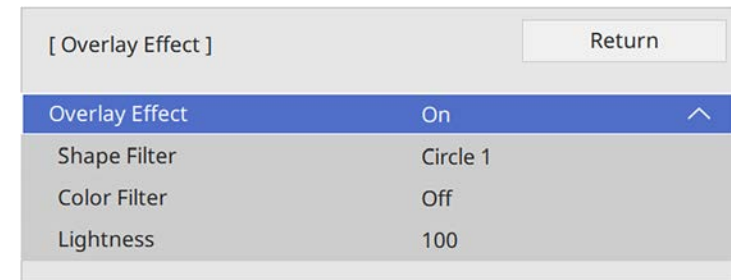 [ Overlay Effect ] Return
Overlay Effect On
Shape Filter Circle 1
Color Filter Off
Lightness 100